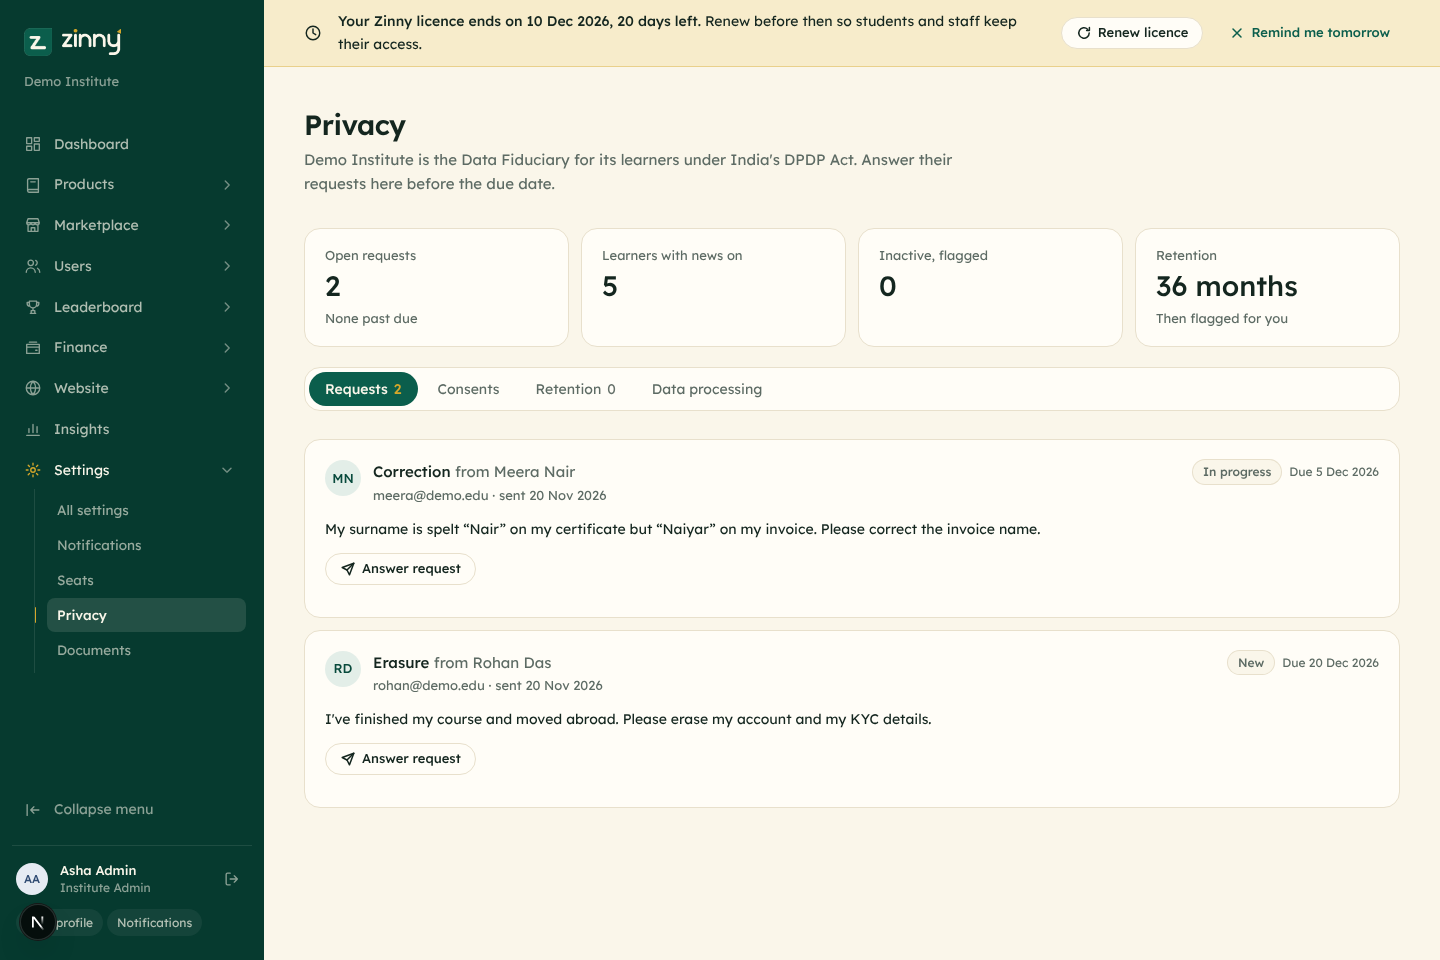 zinny
Demo Institute
Dashboard
Products
Marketplace
Users
Leaderboard
Finance
Website
Insights
Settings
All settings
Notifications
Seats
Privacy
Documents
Collapse menu
AA
Asha Admin
Institute Admin
N
profile
Notifications
Your Zinny licence ends on 10 Dec 2026, 20 days left. Renew before then so students and staff keep
their access.
Renew licence
Remind me tomorrow
Privacy
Demo Institute is the Data Fiduciary for its learners under India's DPDP Act. Answer their
requests here before the due date.
Open requests
2
None past due
Learners with news on
5
Inactive, flagged
0
Retention
36 months
Then flagged for you
Requests 2
Consents
Retention 0
Data processing
MN
Correction from Meera Nair
In progress
Due 5 Dec 2026
meera@demo.edu · sent 20 Nov 2026
My surname is spelt “Nair” on my certificate but “Naiyar” on my invoice. Please correct the invoice name.
Answer request
RD
Erasure from Rohan Das
New
Due 20 Dec 2026
rohan@demo.edu · sent 20 Nov 2026
I've finished my course and moved abroad. Please erase my account and my KYC details.
Answer request